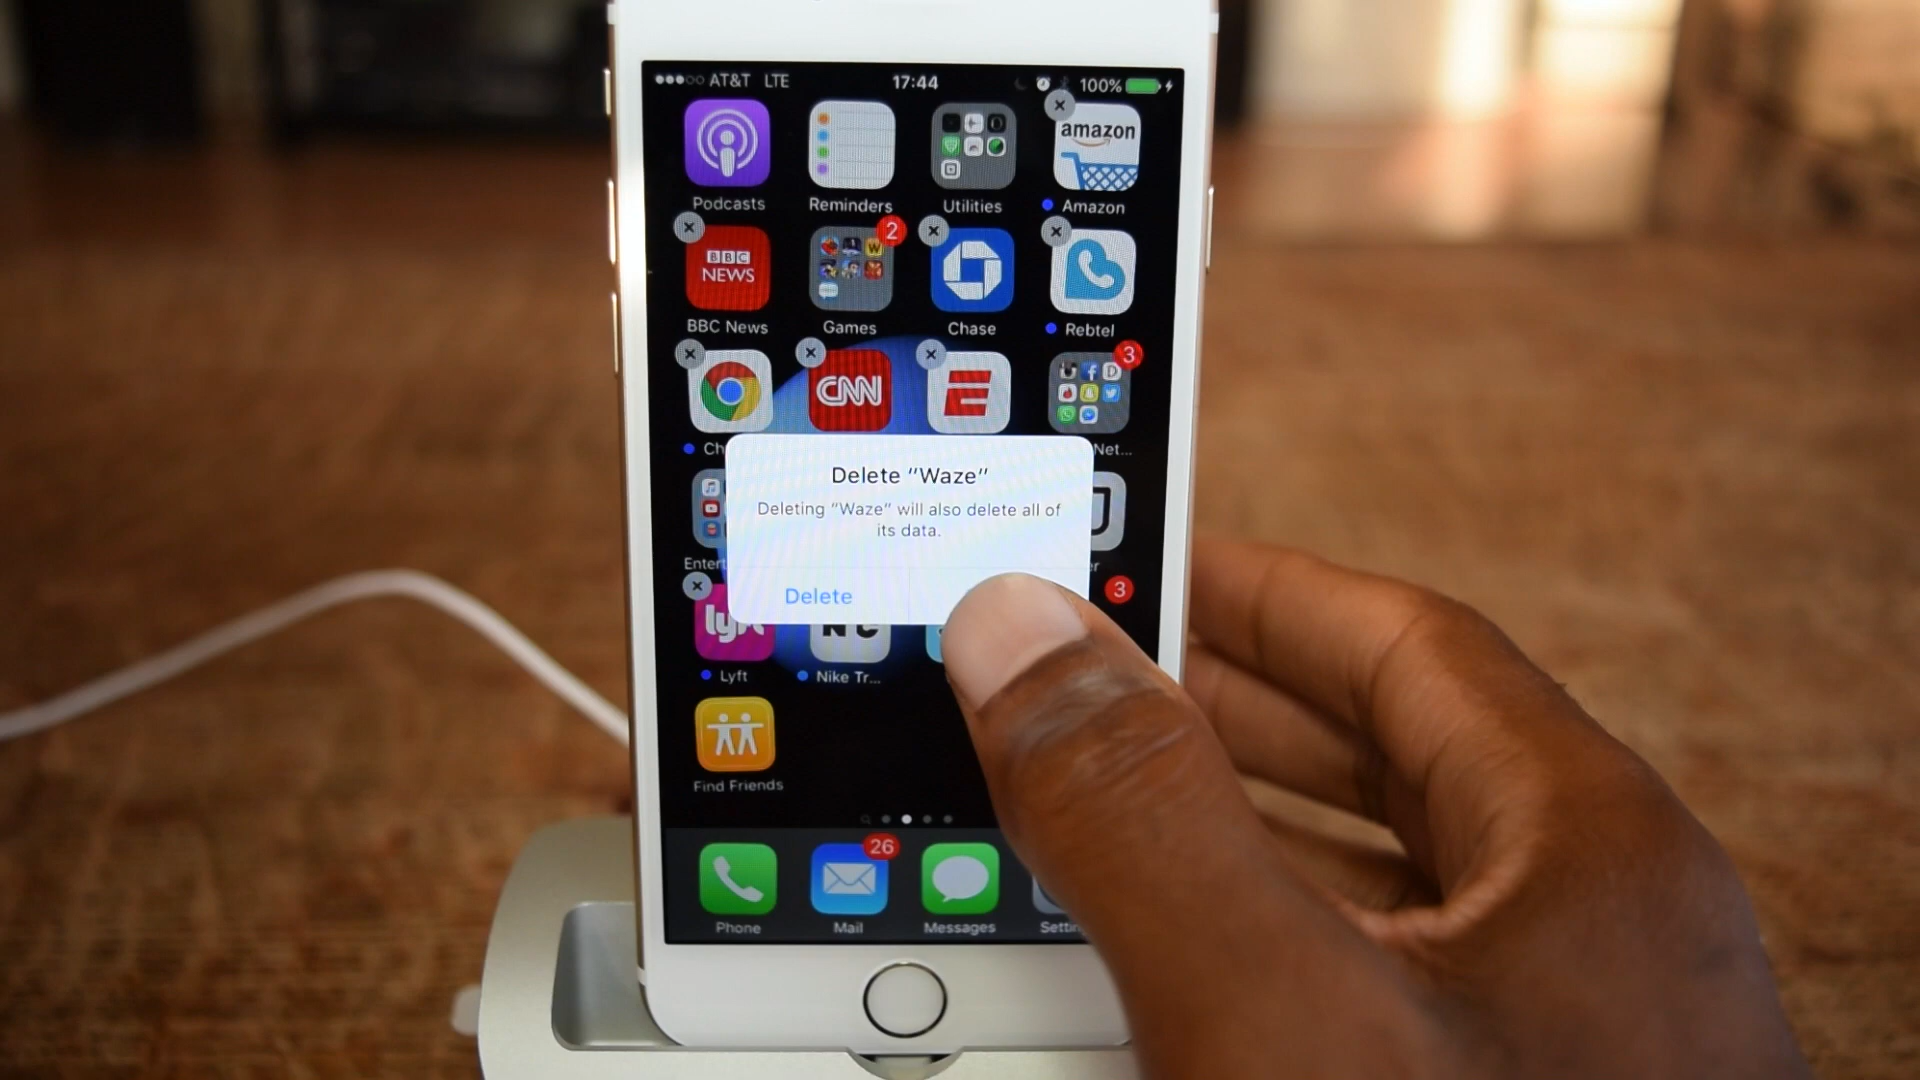 AT&T LTE 17:44 100%
amazon
Podcasts Reminders Utilities Amazon
2
BBC
NEWS
BBC News Games Chase Rebtel
3
CNN
Net...
Delete “Waze”
Deleting “Waze” will also delete all of
its data.
Delete
3
Lyft Nike Tr...
Find Friends
26
Phone Mail Messages